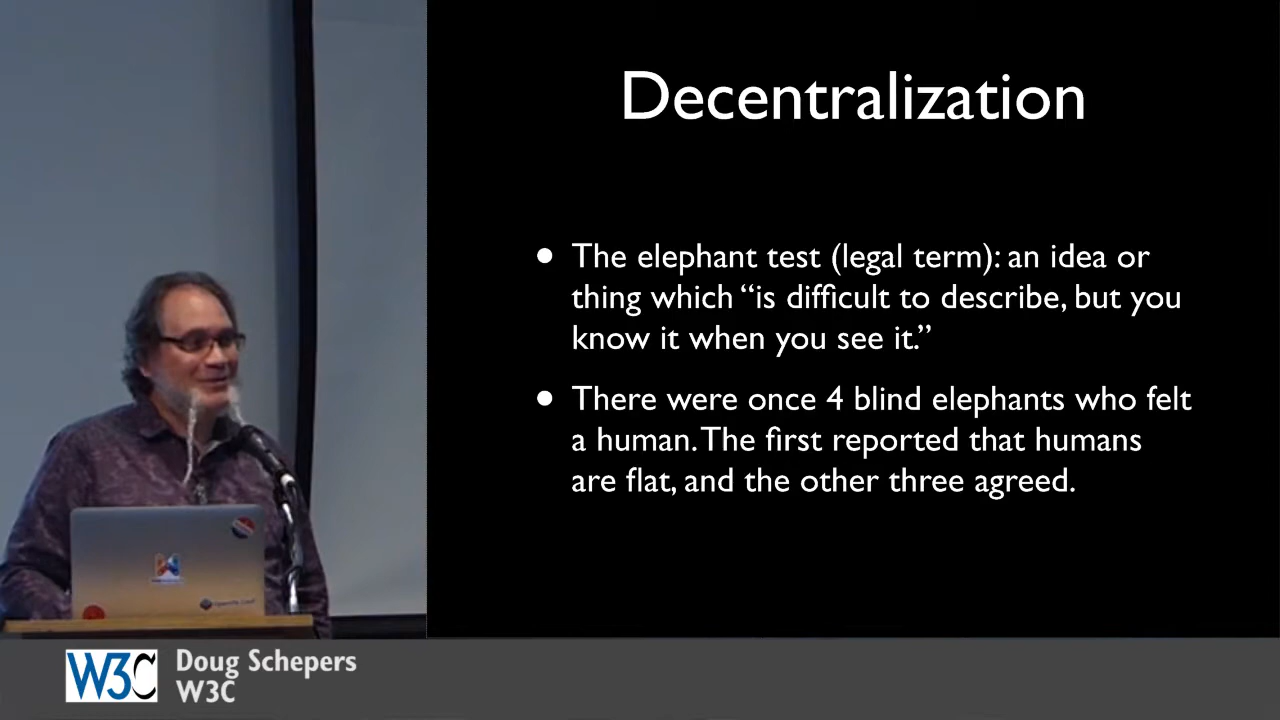 Decentralization
• The elephant test (legal term): an idea or
thing which “is difficult to describe, but you
know it when you see it.”
• There were once 4 blind elephants who felt
a human. The first reported that humans
are flat, and the other three agreed.
W3C
Doug Schepers
W3C